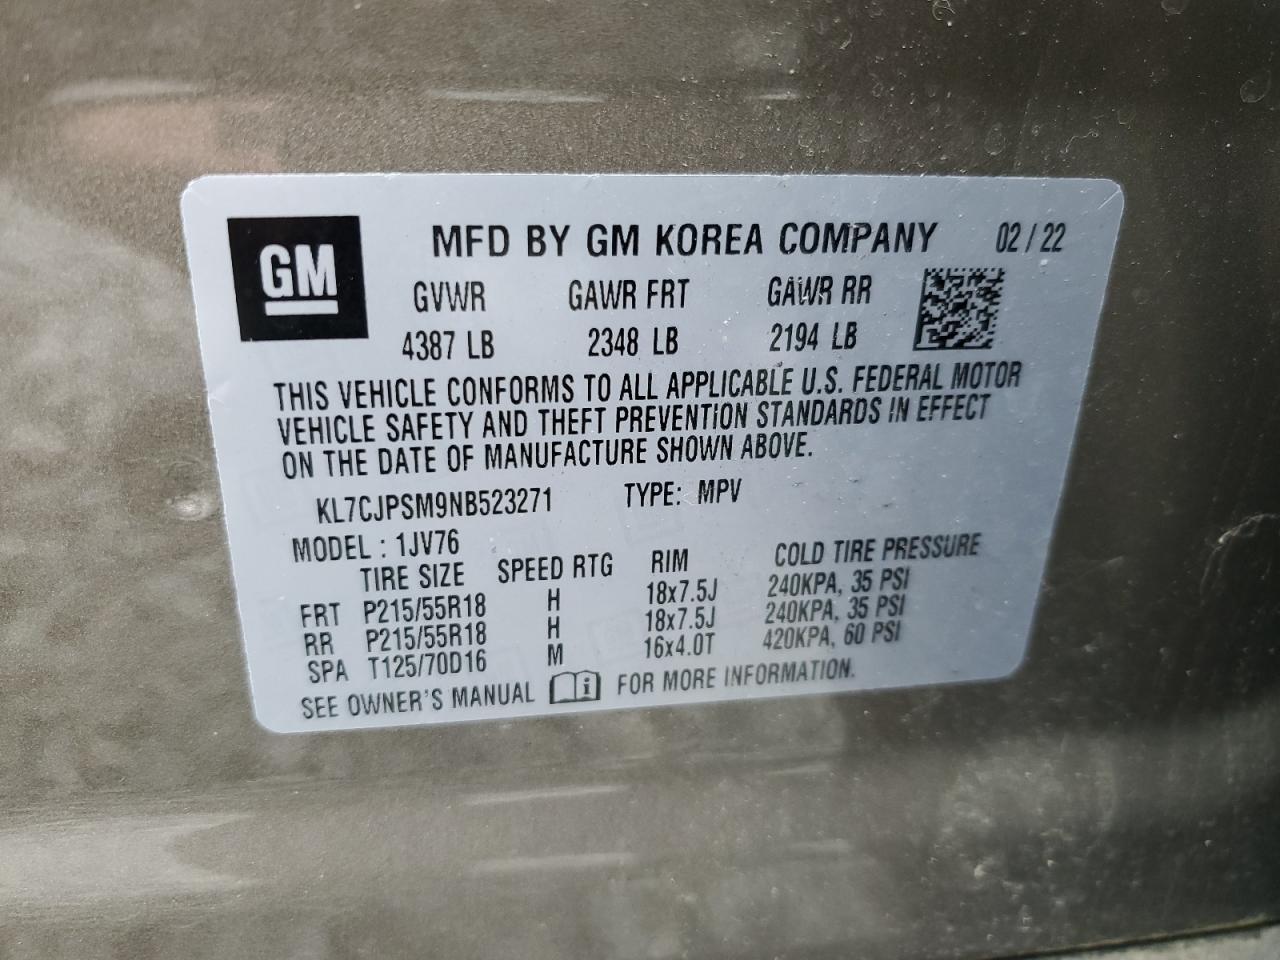 GM
MFD BY GM KOREA COMPANY 02/22
GVWR GAWR FRT GAWR RR
4387 LB 2348 LB 2194 LB
THIS VEHICLE CONFORMS TO ALL APPLICABLE U.S. FEDERAL MOTOR
VEHICLE SAFETY AND THEFT PREVENTION STANDARDS IN EFFECT
ON THE DATE OF MANUFACTURE SHOWN ABOVE.
KL7CJPSM9NB523271 TYPE: MPV
MODEL : 1JV76
TIRE SIZE SPEED RTG RIM COLD TIRE PRESSURE
FRT P215/55R18 H 18x7.5J 240KPA, 35 PSI
RR P215/55R18 H 18x7.5J 240KPA, 35 PSI
SPA T125/70D16 M 16x4.0T 420KPA, 60 PSI
SEE OWNER'S MANUAL i FOR MORE INFORMATION.